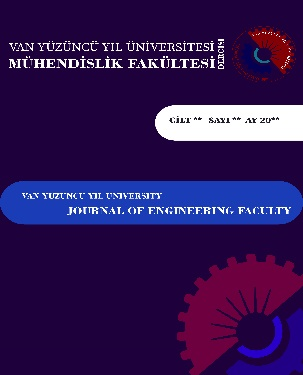 VAN YÜZÜNCÜ YIL ÜNİVERSİTESİ
MÜHENDİSLİK FAKÜLTESİ
DERGİSİ
CİLT ** SAYI ** AY 20**
VAN YUZUNCU YIL UNIVERSITY
JOURNAL OF ENGINEERING FACULTY